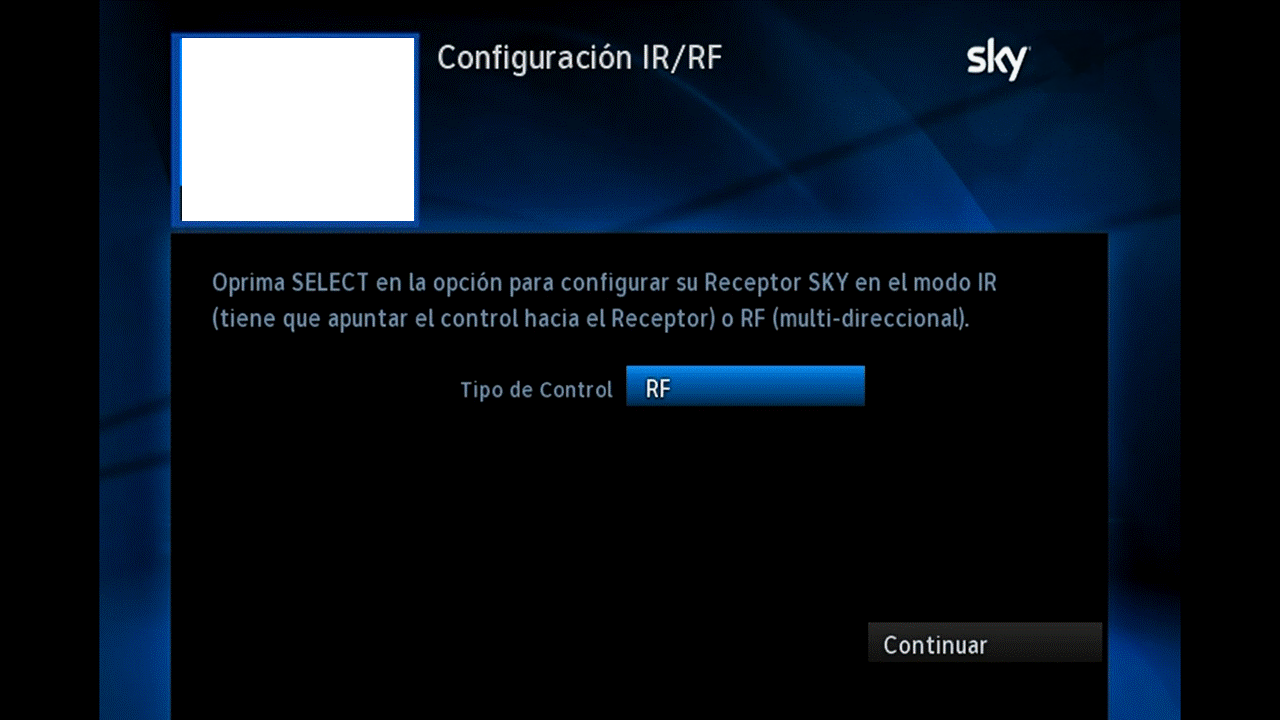 Configuración IR/RF
sky
Oprima SELECT en la opción para configurar su Receptor SKY en el modo IR
(tiene que apuntar el control hacia el Receptor) o RF (multi-direccional).
Tipo de Control RF
Continuar